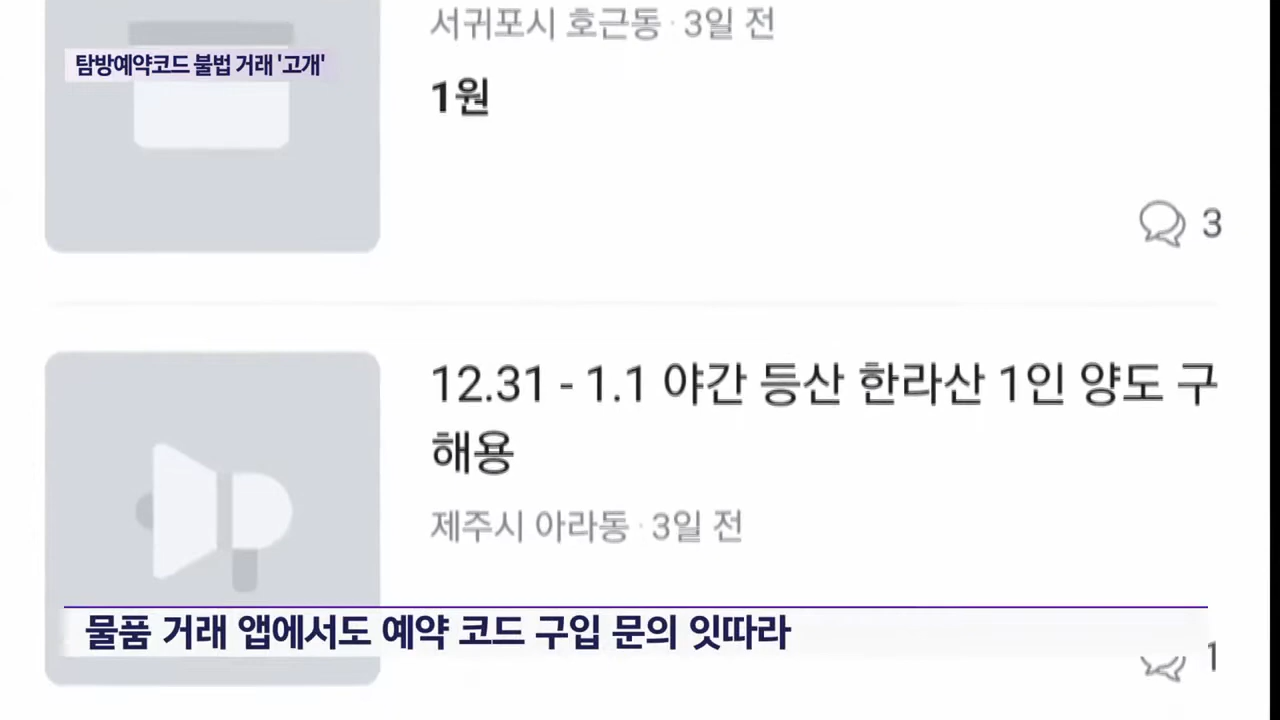 서귀포시 호근동 · 3일 전
탐방예약코드 불법 거래 '고개'
1원
3
12.31 - 1.1 야간 등산 한라산 1인 양도 구
해용
제주시 아라동 · 3일 전
물품 거래 앱에서도 예약 코드 구입 문의 잇따라
1